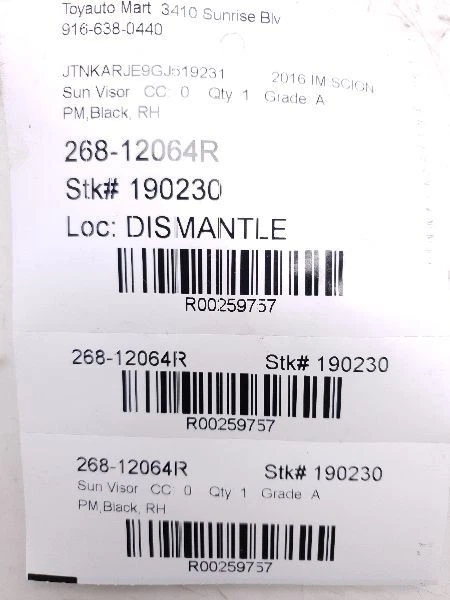 Toyauto Mart 3410 Sunrise Blv
916-638-0440
JTNKARJE9GJ519231 2016 IM SCION
Sun Visor CC: 0 Qty 1 Grade A
PM,Black, RH
268-12064R
Stk# 190230
Loc: DISMANTLE
R00259757
268-12064R Stk# 190230
R00259757
268-12064R Stk# 190230
Sun Visor CC: 0 Qty 1 Grade A
PM,Black, RH
R00259757